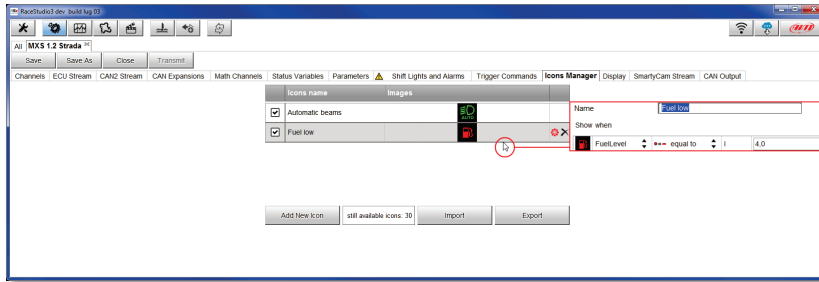 RaceStudio3 dev build lug 03
AiM
All MXS 1.2 Strada
Save Save As Close Transmit
Channels ECU Stream CAN2 Stream CAN Expansions Math Channels Status Variables Parameters Shift Lights and Alarms Trigger Commands Icons Manager Display SmartyCam Stream CAN Output
Icons name Images
Automatic beams AUTO
Fuel low
Name Fuel low
Show when
FuelLevel equal to l 4,0
Add New Icon still available icons: 30 Import Export